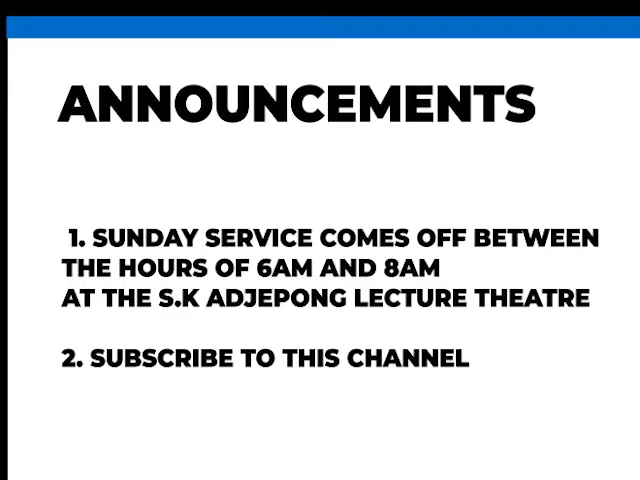 ANNOUNCEMENTS
1. SUNDAY SERVICE COMES OFF BETWEEN
THE HOURS OF 6AM AND 8AM
AT THE S.K ADJEPONG LECTURE THEATRE
2. SUBSCRIBE TO THIS CHANNEL